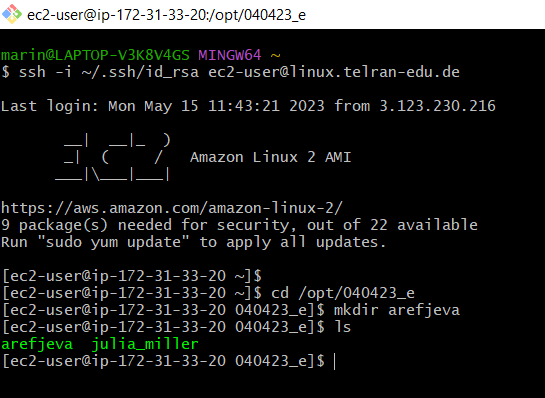 ec2-user@ip-172-31-33-20:/opt/040423_e
marin@LAPTOP-V3K8V4GS MINGW64 ~
$ ssh -i ~/.ssh/id_rsa ec2-user@linux.telran-edu.de
Last login: Mon May 15 11:43:21 2023 from 3.123.230.216
       __|  __|_  )
       _|  (     /   Amazon Linux 2 AMI
      ___|\___|___|
https://aws.amazon.com/amazon-linux-2/
9 package(s) needed for security, out of 22 available
Run "sudo yum update" to apply all updates.
[ec2-user@ip-172-31-33-20 ~]$
[ec2-user@ip-172-31-33-20 ~]$ cd /opt/040423_e
[ec2-user@ip-172-31-33-20 040423_e]$ mkdir arefjeva
[ec2-user@ip-172-31-33-20 040423_e]$ ls
arefjeva  julia_miller
[ec2-user@ip-172-31-33-20 040423_e]$